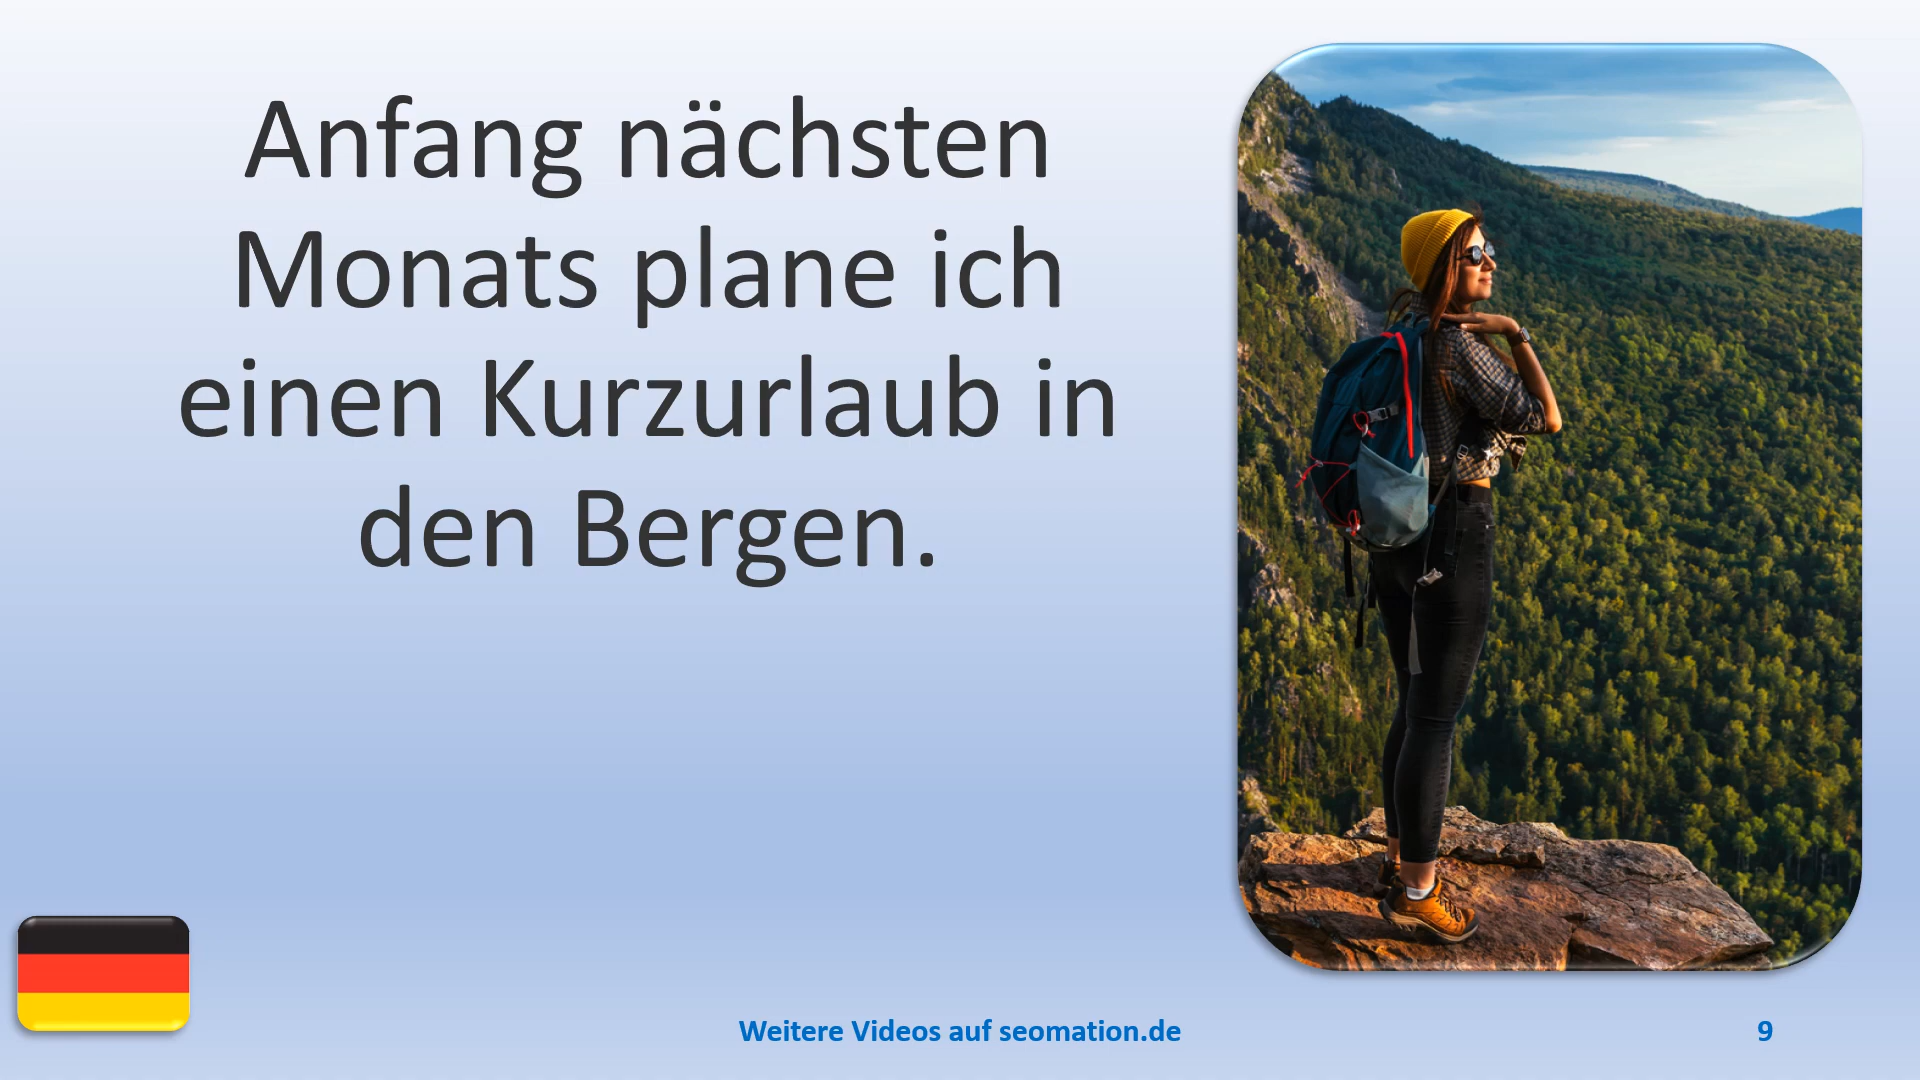 Anfang nächsten
Monats plane ich
einen Kurzurlaub in
den Bergen.
Weitere Videos auf seomation.de
9